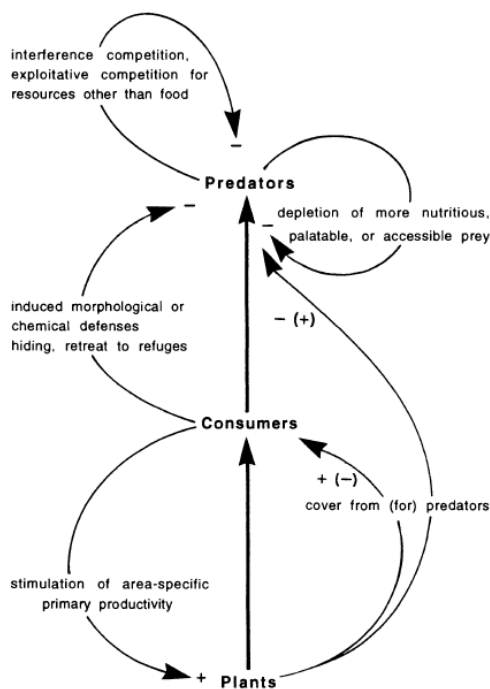 interference competition,
exploitative competition for
resources other than food
−
Predators
−
−
depletion of more nutritious,
palatable, or accessible prey
induced morphological or
chemical defenses
hiding, retreat to refuges
− (+)
Consumers
+ (−)
cover from (for) predators
stimulation of area-specific
primary productivity
+ Plants